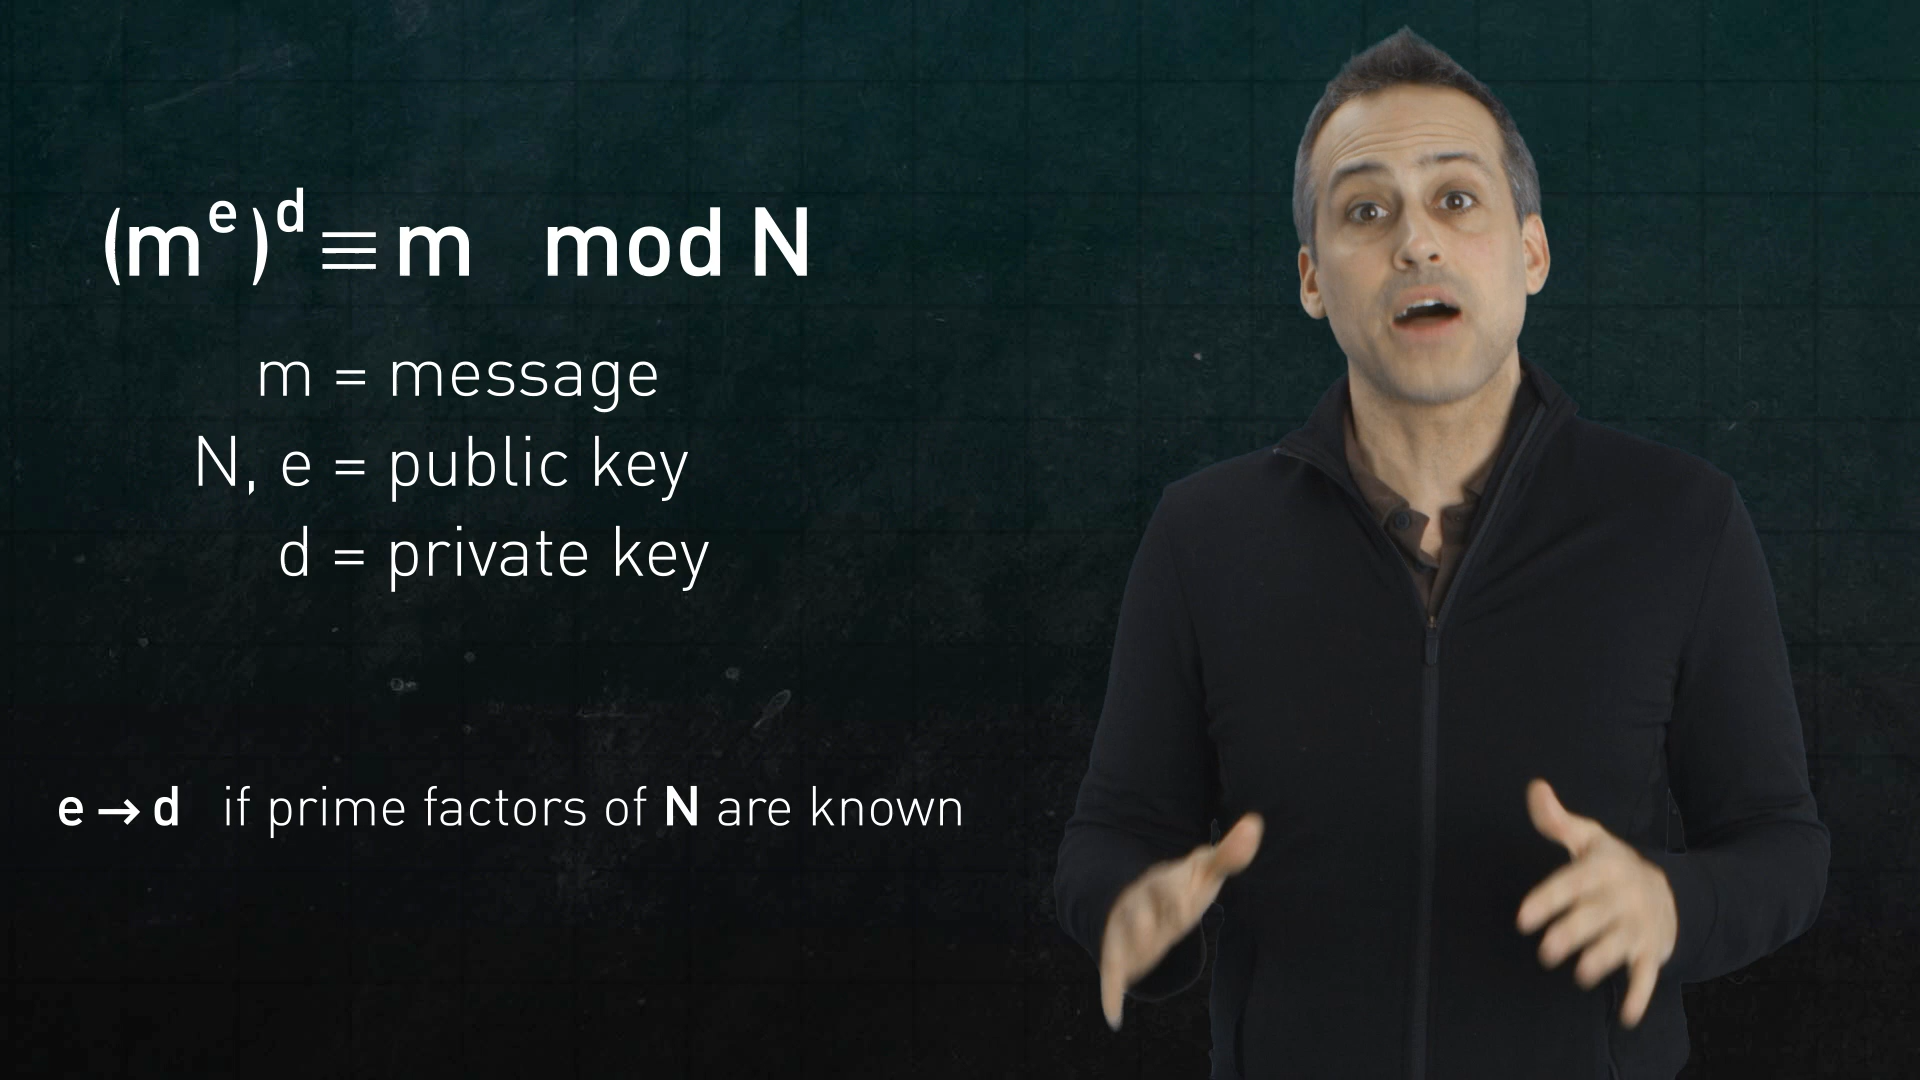 (m^e)^d ≡ m mod N
m = message
N, e = public key
d = private key
e → d if prime factors of N are known